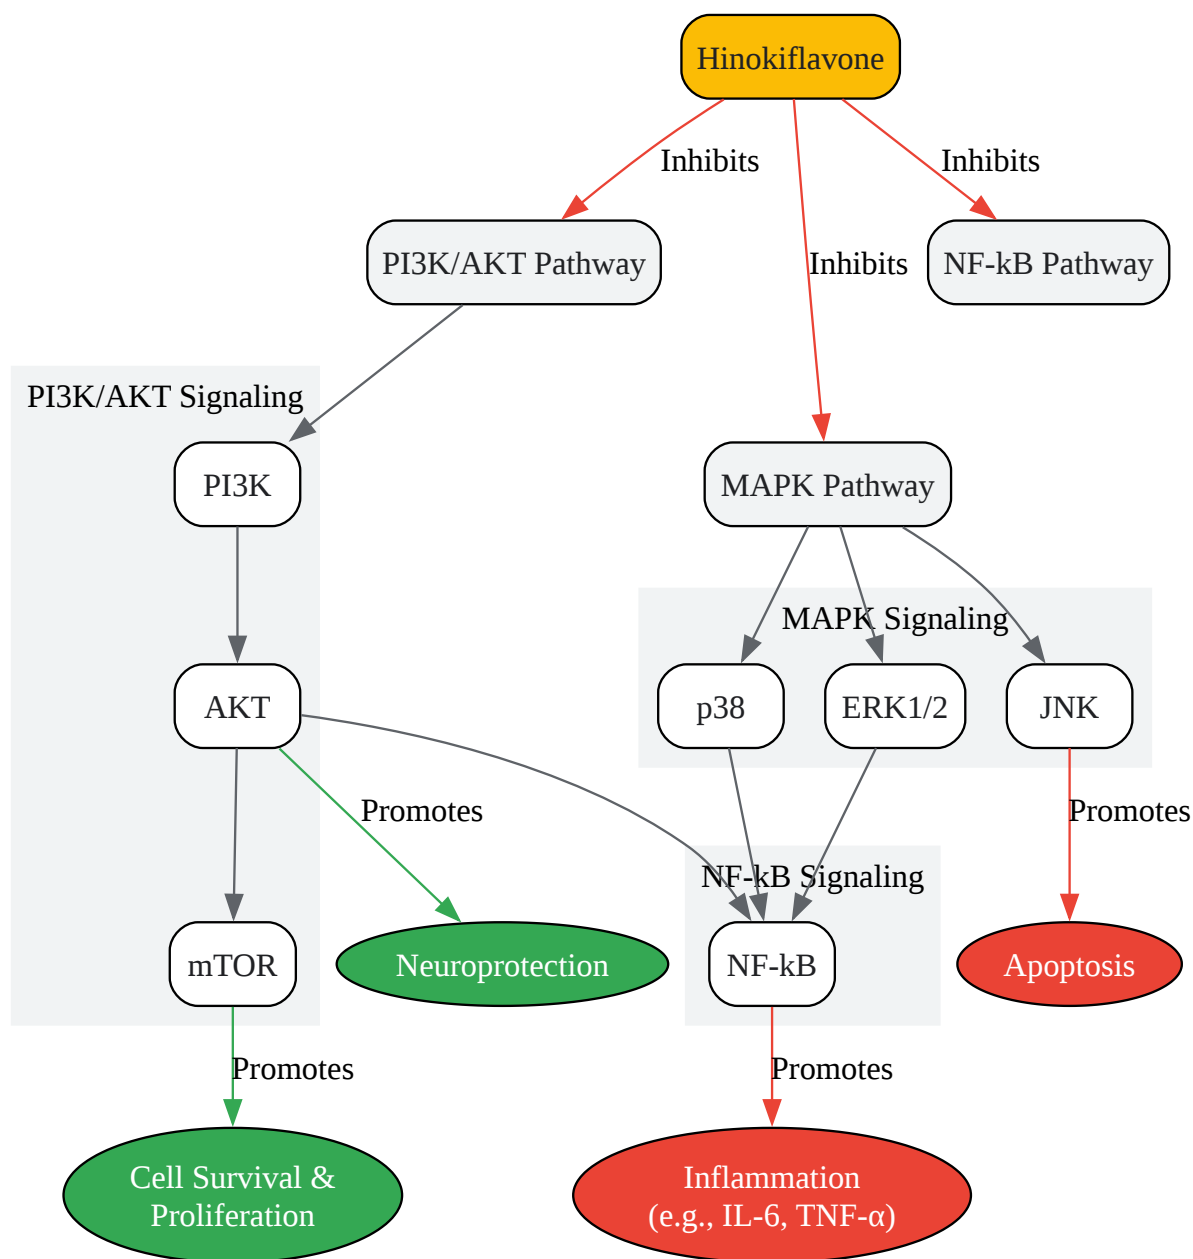 Hinokiflavone
Inhibits
Inhibits
Inhibits
PI3K/AKT Pathway
NF-kB Pathway
PI3K/AKT Signaling
PI3K
MAPK Pathway
MAPK Signaling
AKT
p38
ERK1/2
JNK
Promotes
Promotes
NF-kB Signaling
mTOR
Neuroprotection
NF-kB
Apoptosis
Promotes
Promotes
Cell Survival &
Proliferation
Inflammation
(e.g., IL-6, TNF-α)